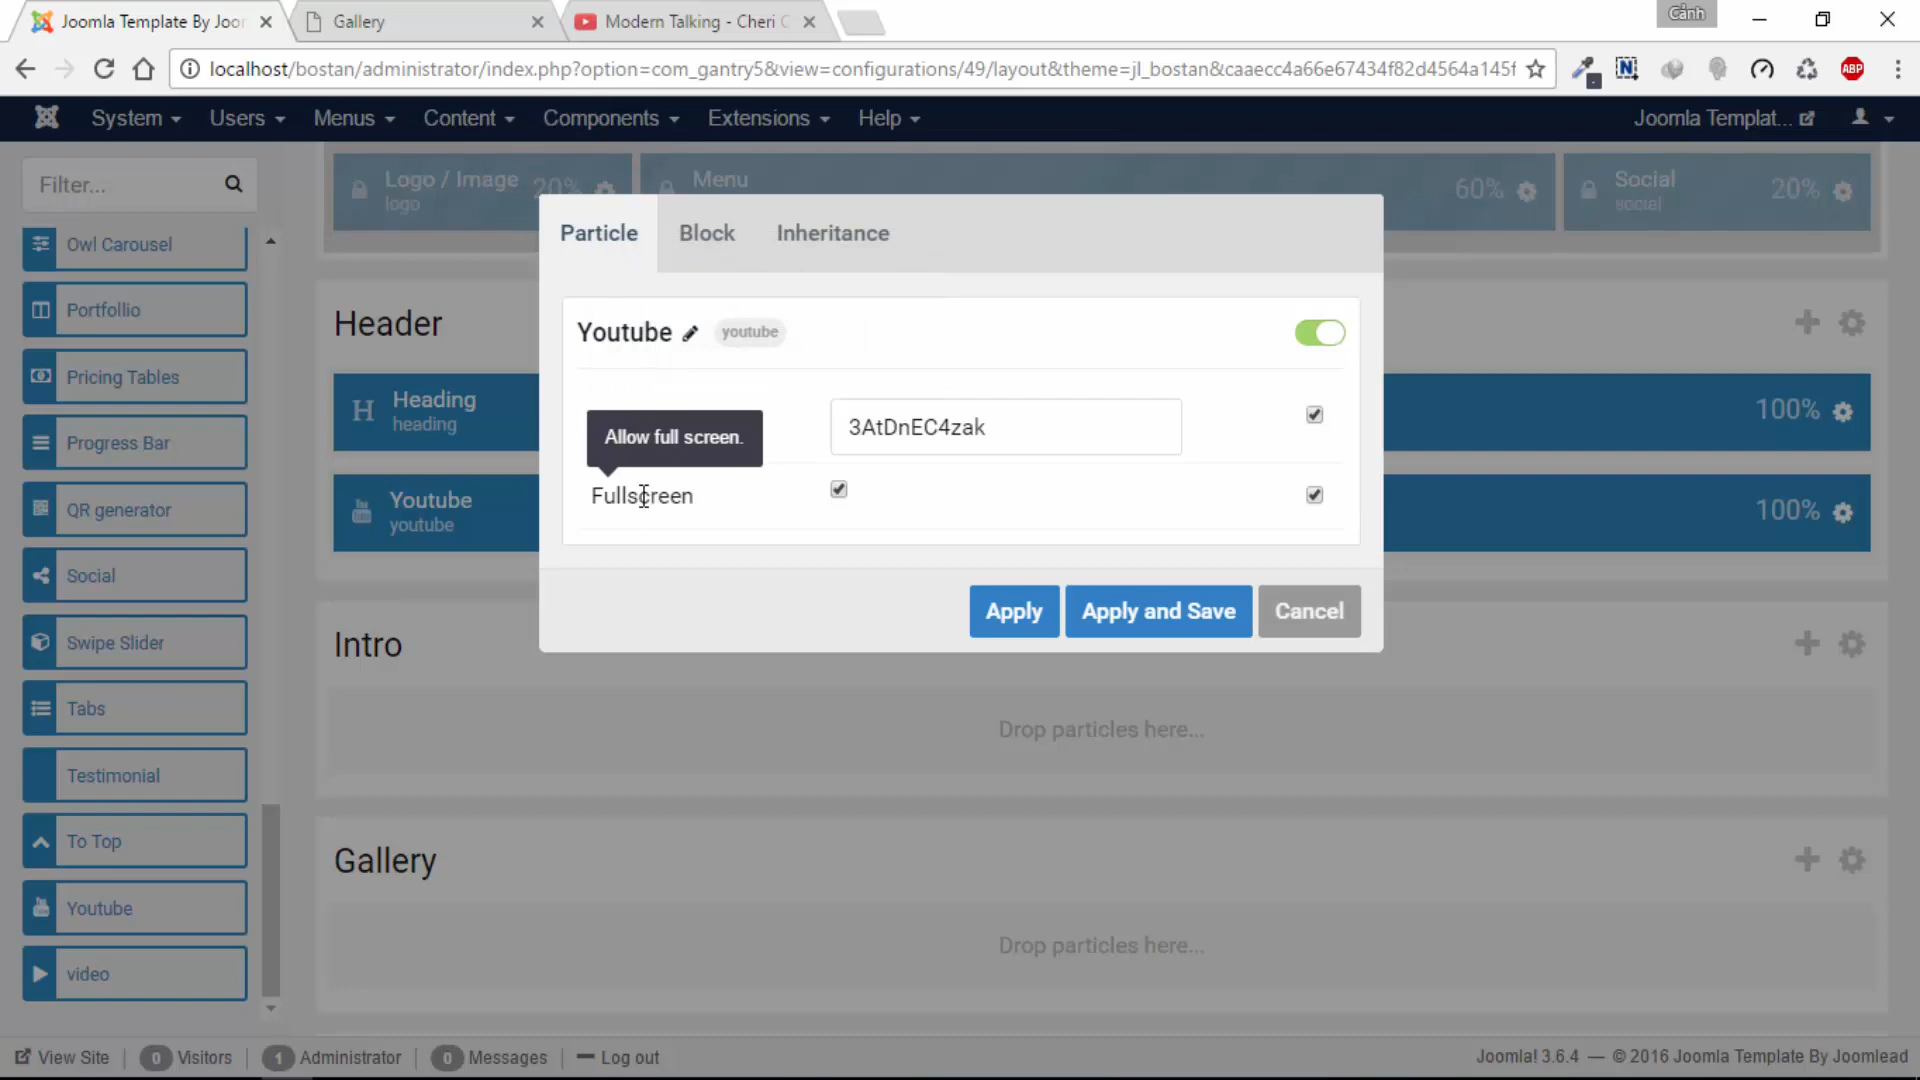 Joomla Template By Joor
Gallery
Modern Talking - Cheri C
Cảnh
localhost/bostan/administrator/index.php?option=com_gantry5&view=configurations/49/layout&theme=jl_bostan&caaecc4a66e67434f82d4564a145f
N
ABP
System
Users
Menus
Content
Components
Extensions
Help
Joomla Templat...
Filter...
Owl Carousel
Portfollio
Pricing Tables
Progress Bar
QR generator
Social
Swipe Slider
Tabs
Testimonial
To Top
Youtube
video
Logo / Image
logo
20%
Menu
60%
Social
social
20%
Header
H
Heading
heading
100%
Youtube
youtube
100%
Intro
Drop particles here...
Gallery
Drop particles here...
Particle
Block
Inheritance
Youtube
youtube
3AtDnEC4zak
Allow full screen.
Fullscreen
Apply
Apply and Save
Cancel
View Site
0 Visitors
1 Administrator
0 Messages
Log out
Joomla! 3.6.4 — © 2016 Joomla Template By Joomlead